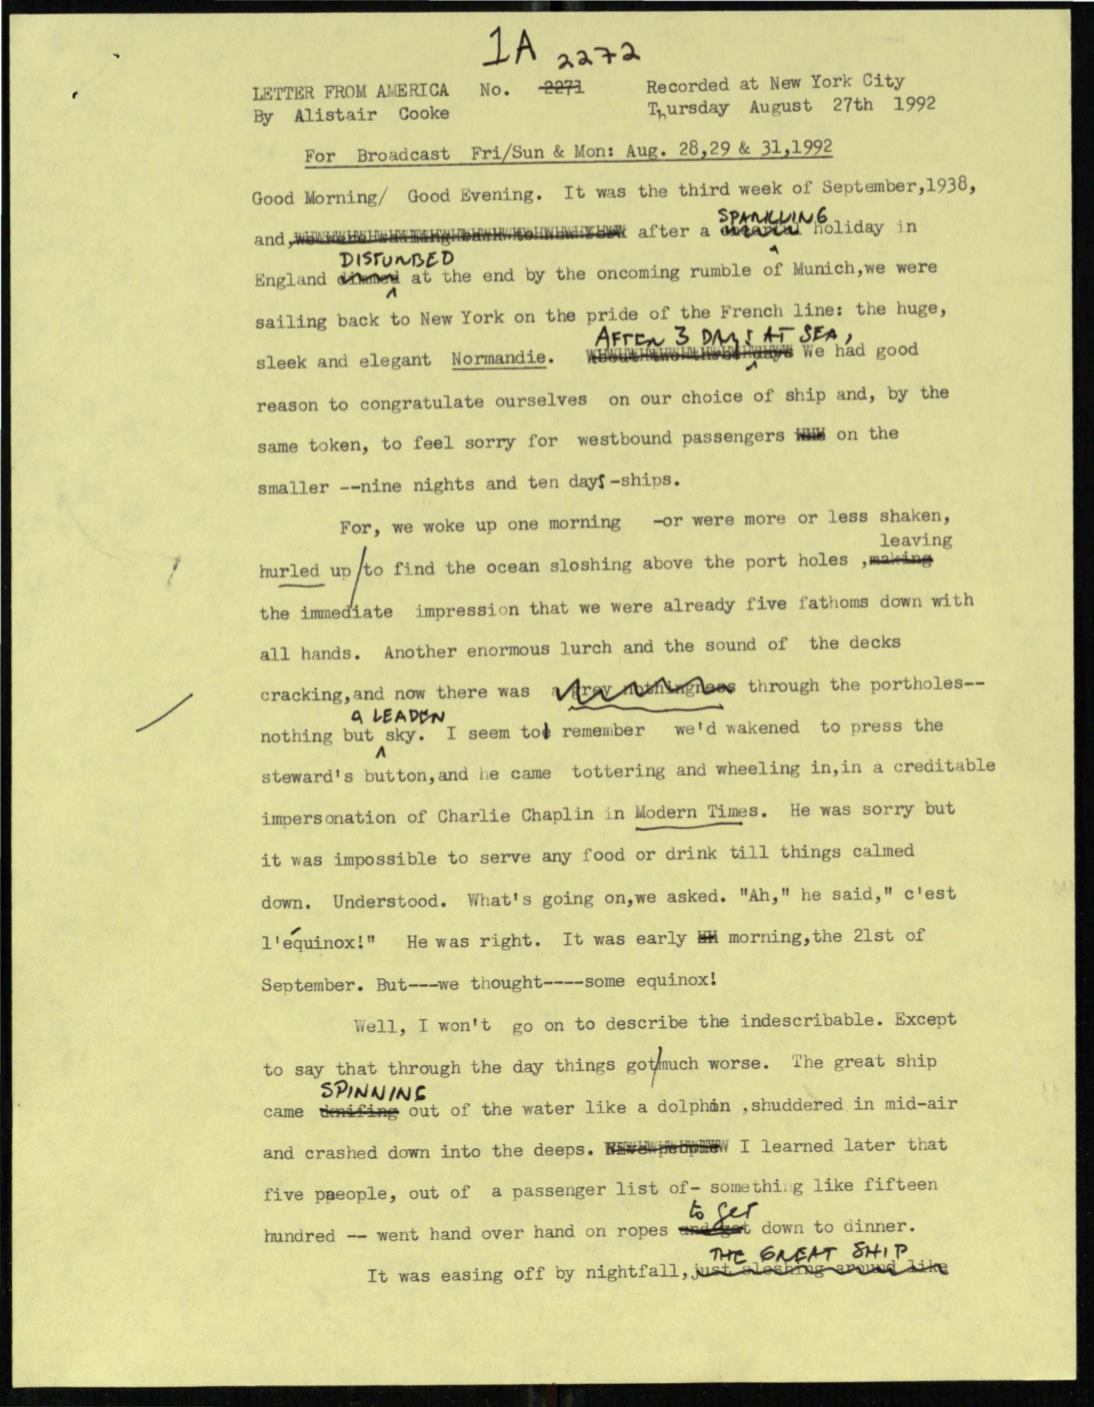 1A 2272
LETTER FROM AMERICA No. 2271 Recorded at New York City
By Alistair Cooke Thursday August 27th 1992
For Broadcast Fri/Sun & Mon: Aug. 28,29 & 31,1992
Good Morning/ Good Evening. It was the third week of September,1938,
SPARKLING
and, after a holiday in
DISTURBED
England dimmed at the end by the oncoming rumble of Munich,we were
sailing back to New York on the pride of the French line: the huge,
AFTER 3 DAYS AT SEA,
sleek and elegant Normandie. We had good
reason to congratulate ourselves on our choice of ship and, by the
same token, to feel sorry for westbound passengers on the
smaller --nine nights and ten days-ships.
For, we woke up one morning -or were more or less shaken,
leaving
hurled up/to find the ocean sloshing above the port holes ,making
the immediate impression that we were already five fathoms down with
all hands. Another enormous lurch and the sound of the decks
cracking,and now there was a grey nothingness through the portholes--
A LEADEN
nothing but sky. I seem to remember we'd wakened to press the
steward's button,and he came tottering and wheeling in,in a creditable
impersonation of Charlie Chaplin in Modern Times. He was sorry but
it was impossible to serve any food or drink till things calmed
down. Understood. What's going on,we asked. "Ah," he said," c'est
l'équinox!" He was right. It was early morning,the 21st of
September. But---we thought----some equinox!
Well, I won't go on to describe the indescribable. Except
to say that through the day things got/much worse. The great ship
SPINNING
came out of the water like a dolphin ,shuddered in mid-air
and crashed down into the deeps. I learned later that
five paeople, out of a passenger list of- something like fifteen
to get
hundred -- went hand over hand on ropes and got down to dinner.
THE GREAT SHIP
It was easing off by nightfall,just sloshing around like